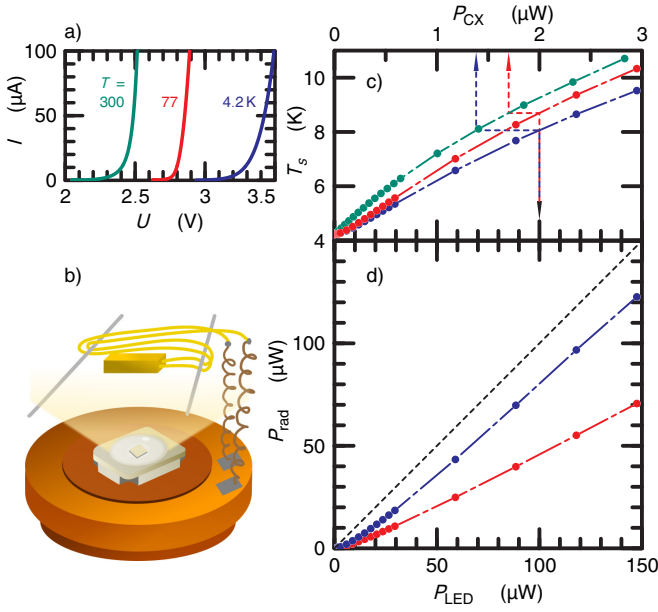 a)
100
50
0
I (µA)
T =
300
77
4.2 K
2
2.5
3
3.5
U (V)
b)
P_CX (µW)
0
1
2
3
c)
10
8
6
4
T_s (K)
d)
100
50
0
P_rad (µW)
0
50
100
150
P_LED (µW)